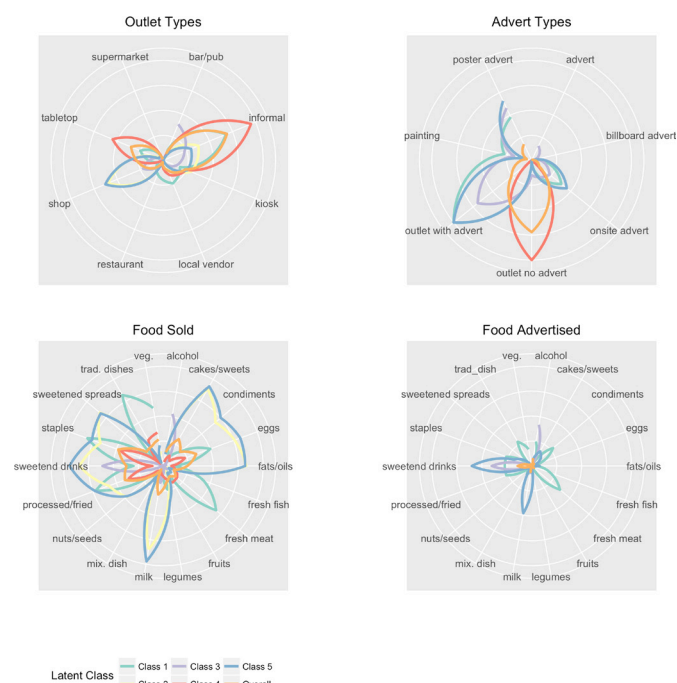 Outlet Types
supermarket
bar/pub
tabletop
informal
shop
kiosk
restaurant
local vendor
Advert Types
poster advert
advert
painting
billboard advert
outlet with advert
onsite advert
outlet no advert
Food Sold
veg.
alcohol
trad. dishes
cakes/sweets
sweetened spreads
condiments
staples
eggs
sweetend drinks
fats/oils
processed/fried
fresh fish
nuts/seeds
fresh meat
mix. dish
fruits
milk
legumes
Food Advertised
veg.
alcohol
trad_dish
cakes/sweets
sweetened spreads
condiments
staples
eggs
sweetend drinks
fats/oils
processed/fried
fresh fish
nuts/seeds
fresh meat
mix. dish
fruits
milk
legumes
Latent Class
Class 1
Class 3
Class 5